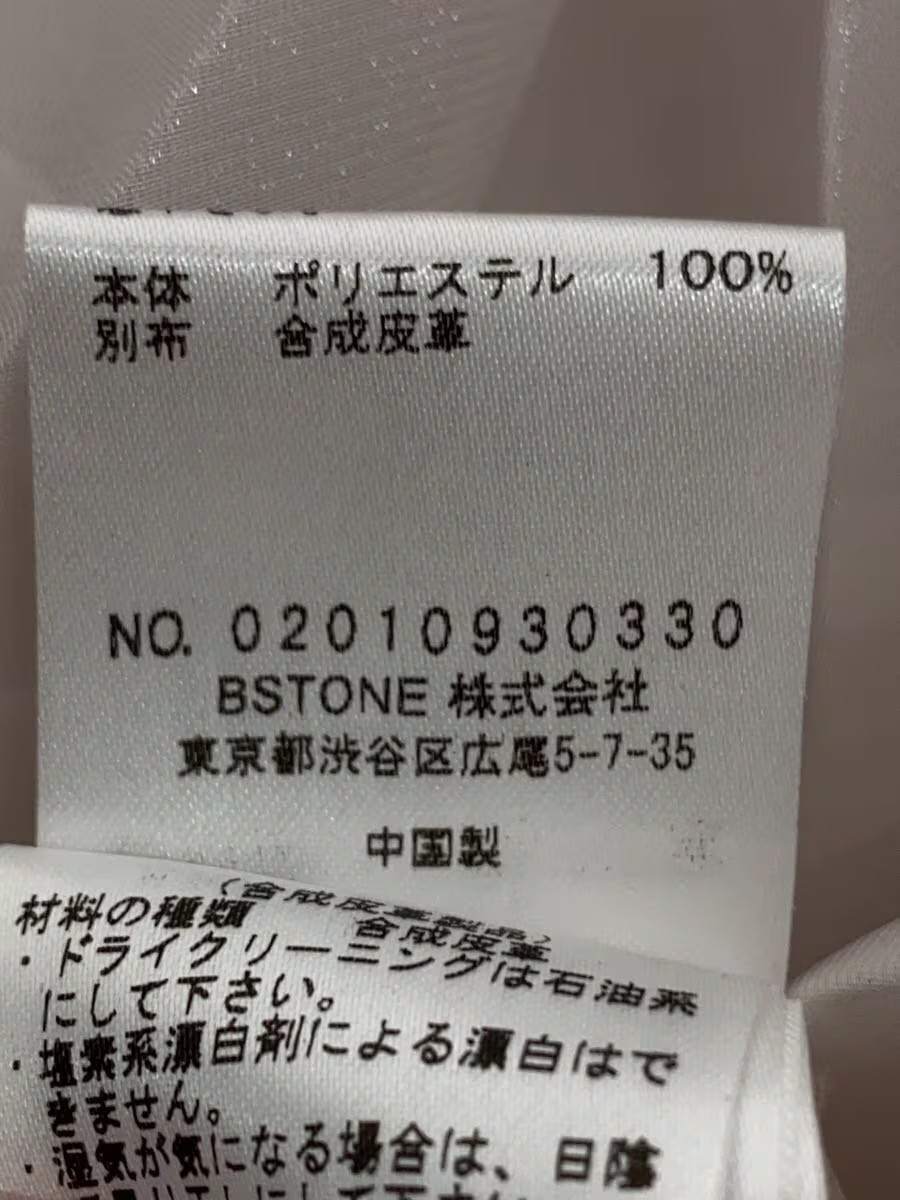 本体 ポリエステル 100%
別布 合成皮革
NO. 02010930330
BSTONE 株式会社
東京都渋谷区広尾5-7-35
中国製
(合成皮革製品)
材料の種類 合成皮革
・ドライクリーニングは石油系
にして下さい。
・塩素系漂白剤による漂白はで
きません。
・湿気が気になる場合は、日陰